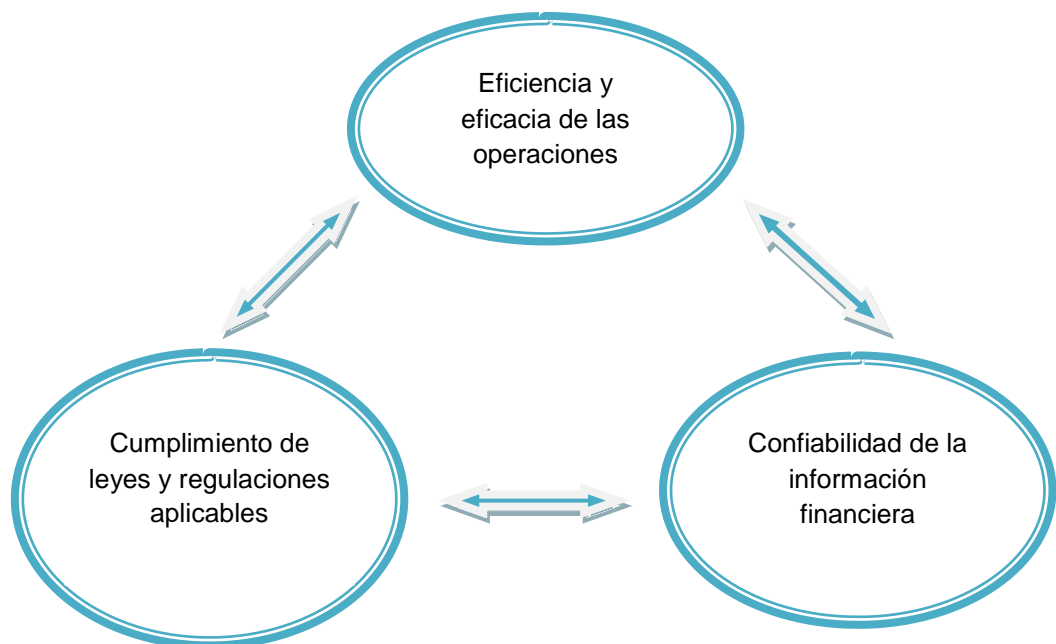 Eficiencia y
eficacia de las
operaciones
Cumplimiento de
leyes y regulaciones
aplicables
Confiabilidad de la
información
financiera